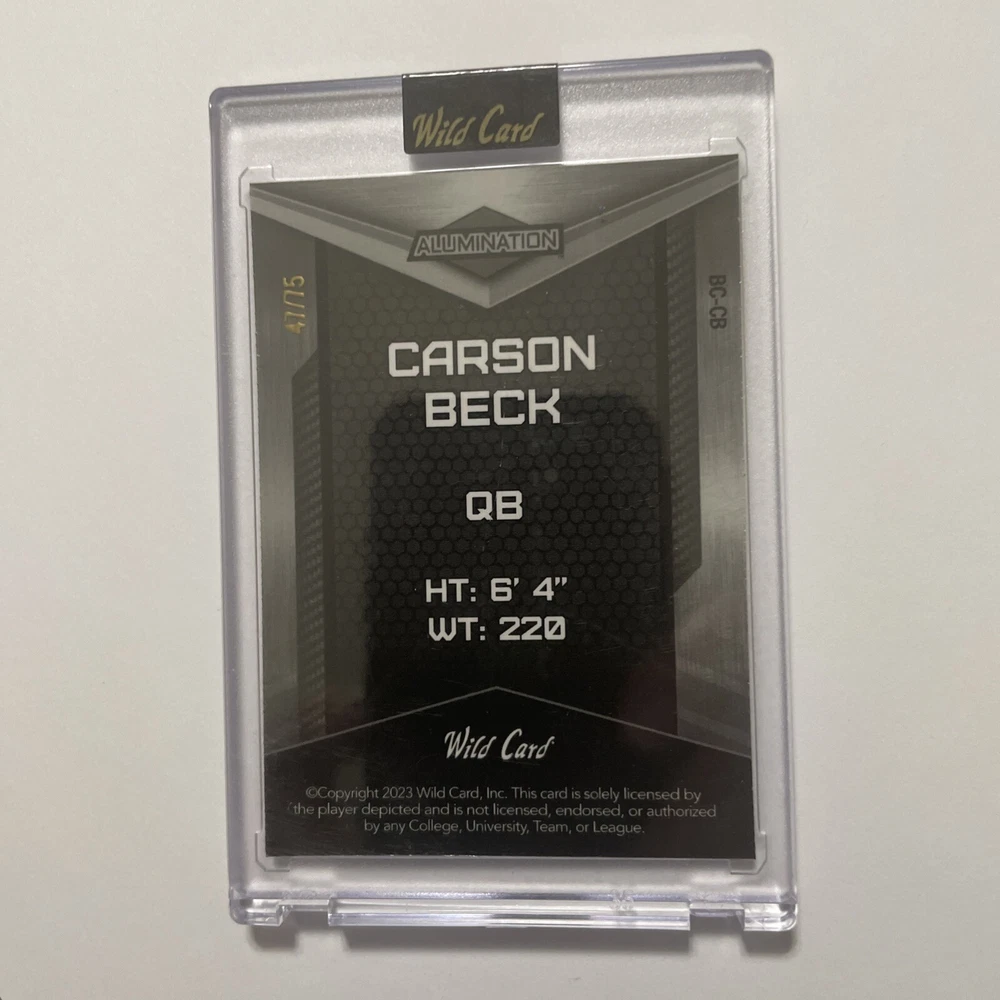 Wild Card
ALUMINATION
47/75
BC-CB
CARSON
BECK
QB
HT: 6' 4"
WT: 220
Wild Card
©Copyright 2023 Wild Card, Inc. This card is solely licensed by
the player depicted and is not licensed, endorsed, or authorized
by any College, University, Team, or League.